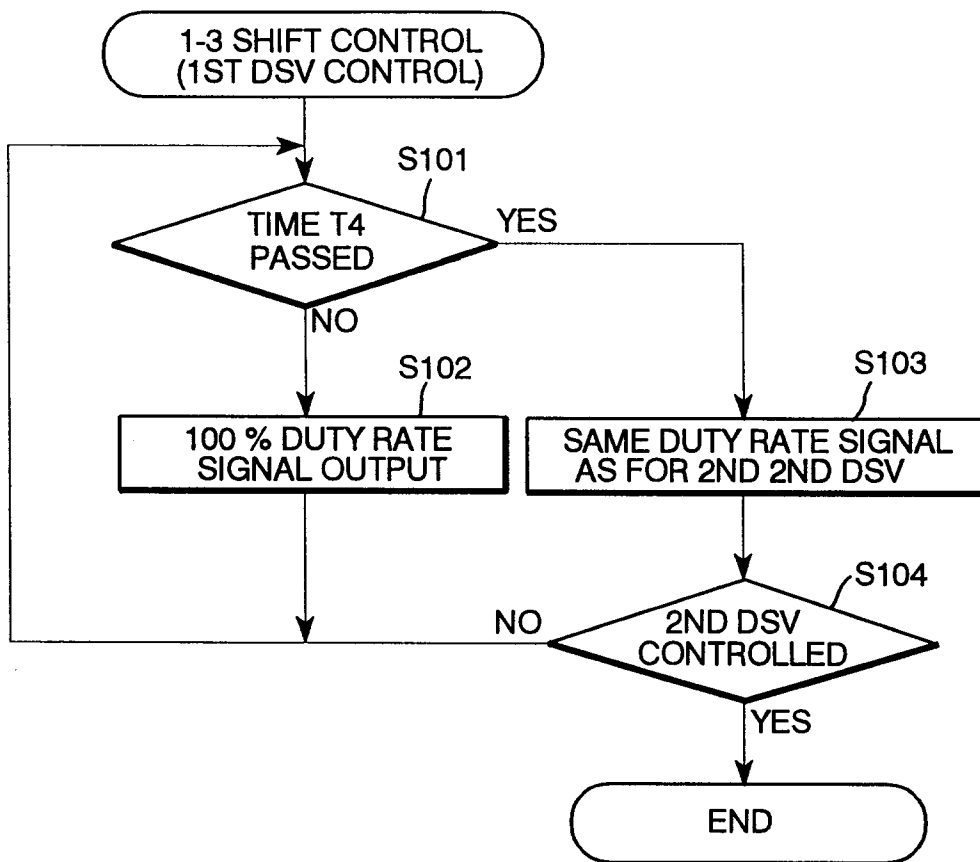 1-3 SHIFT CONTROL
(1ST DSV CONTROL)
S101
TIME T4
PASSED
YES
NO
S102
100 % DUTY RATE
SIGNAL OUTPUT
S103
SAME DUTY RATE SIGNAL
AS FOR 2ND 2ND DSV
S104
NO
2ND DSV
CONTROLLED
YES
END